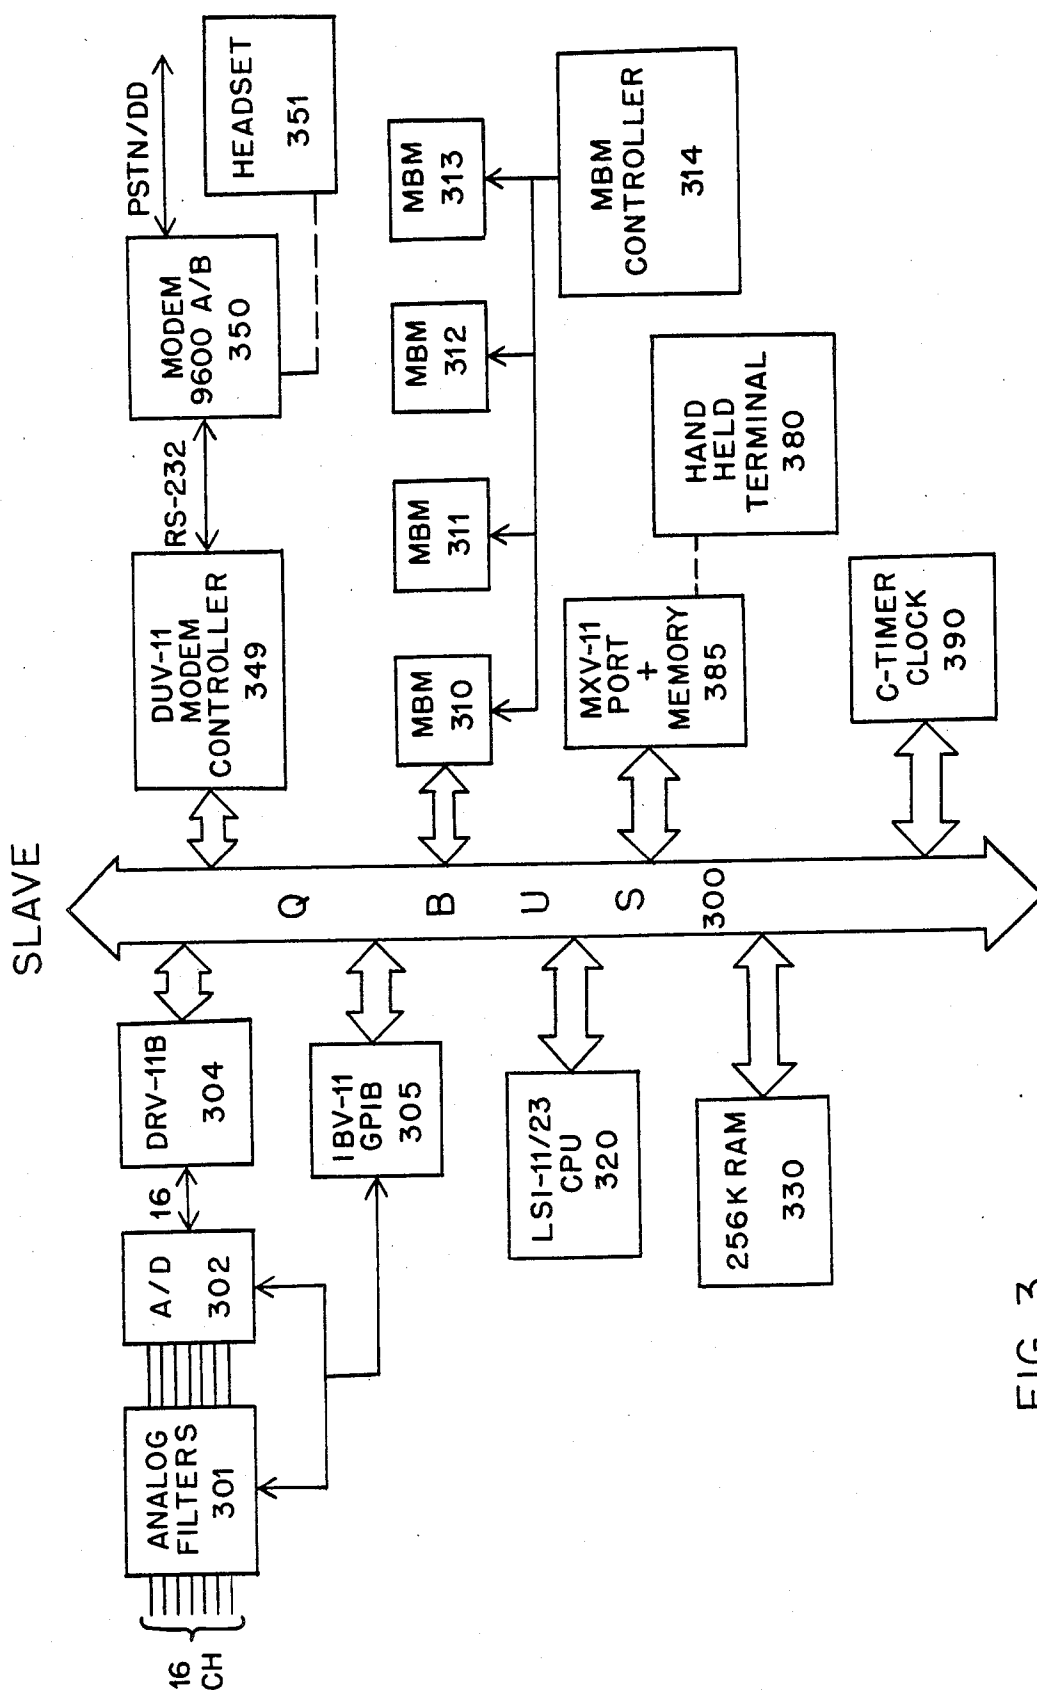 SLAVE
16
CH
ANALOG
FILTERS
301
A/D
302
16
DRV-11B
304
IBV-11
GPIB
305
LSI-11/23
CPU
320
256K RAM
330
Q BUS
300
DUV-11
MODEM
CONTROLLER
349
RS-232
MODEM
9600 A/B
350
PSTN/DD
HEADSET
351
MBM
310
MBM
311
MBM
312
MBM
313
MBM
CONTROLLER
314
MXV-11
PORT
+
MEMORY
385
HAND
HELD
TERMINAL
380
C-TIMER
CLOCK
390
FIG. 3